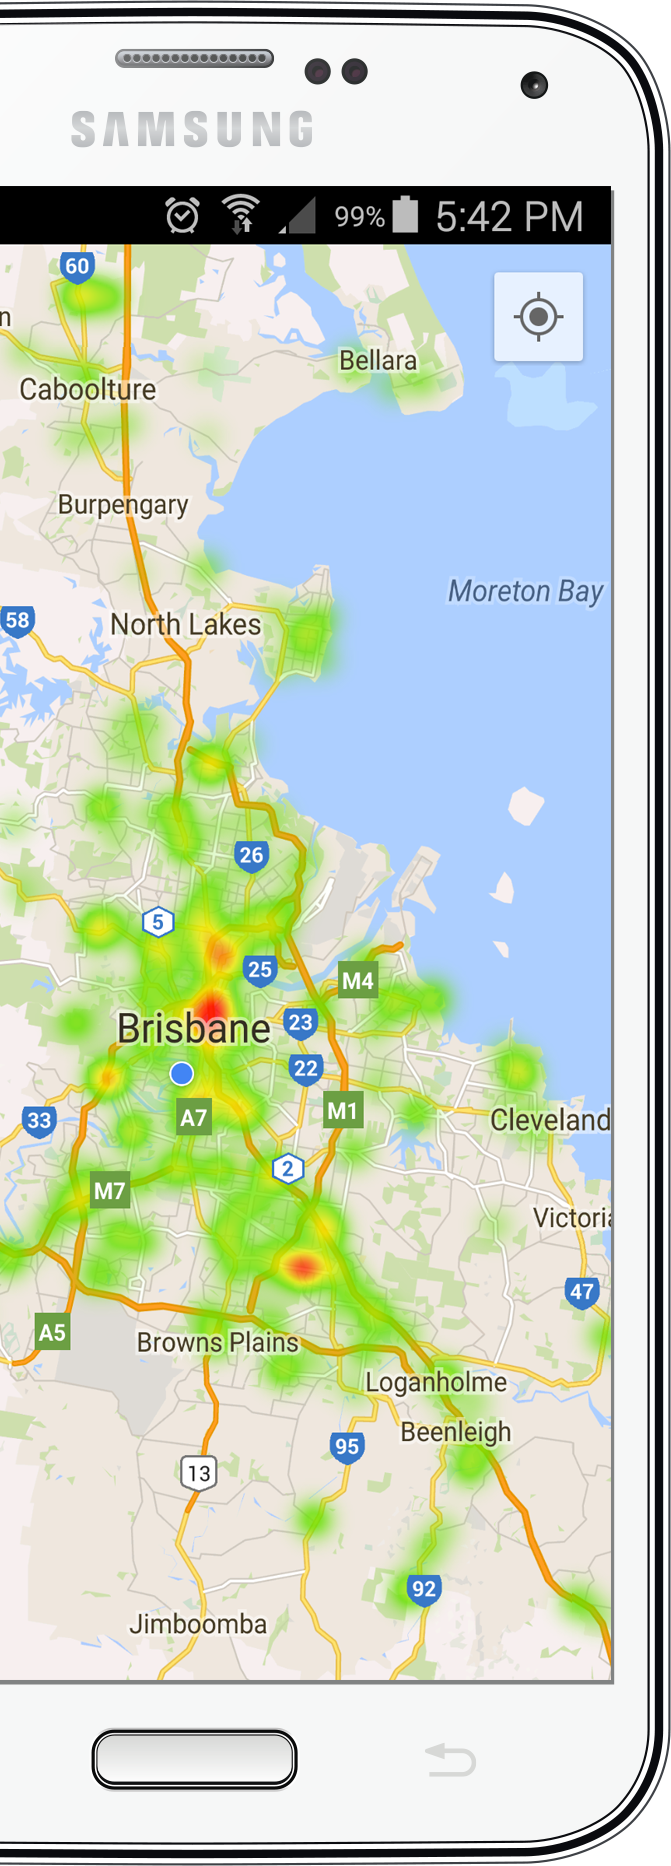 SAMSUNG
99% 5:42 PM
60
n
Bellara
Caboolture
Burpengary
Moreton Bay
58
North Lakes
26
5
25
M4
Brisbane
23
22
33
A7
M1
Cleveland
2
M7
Victoria
47
A5
Browns Plains
Loganholme
Beenleigh
95
13
92
Jimboomba